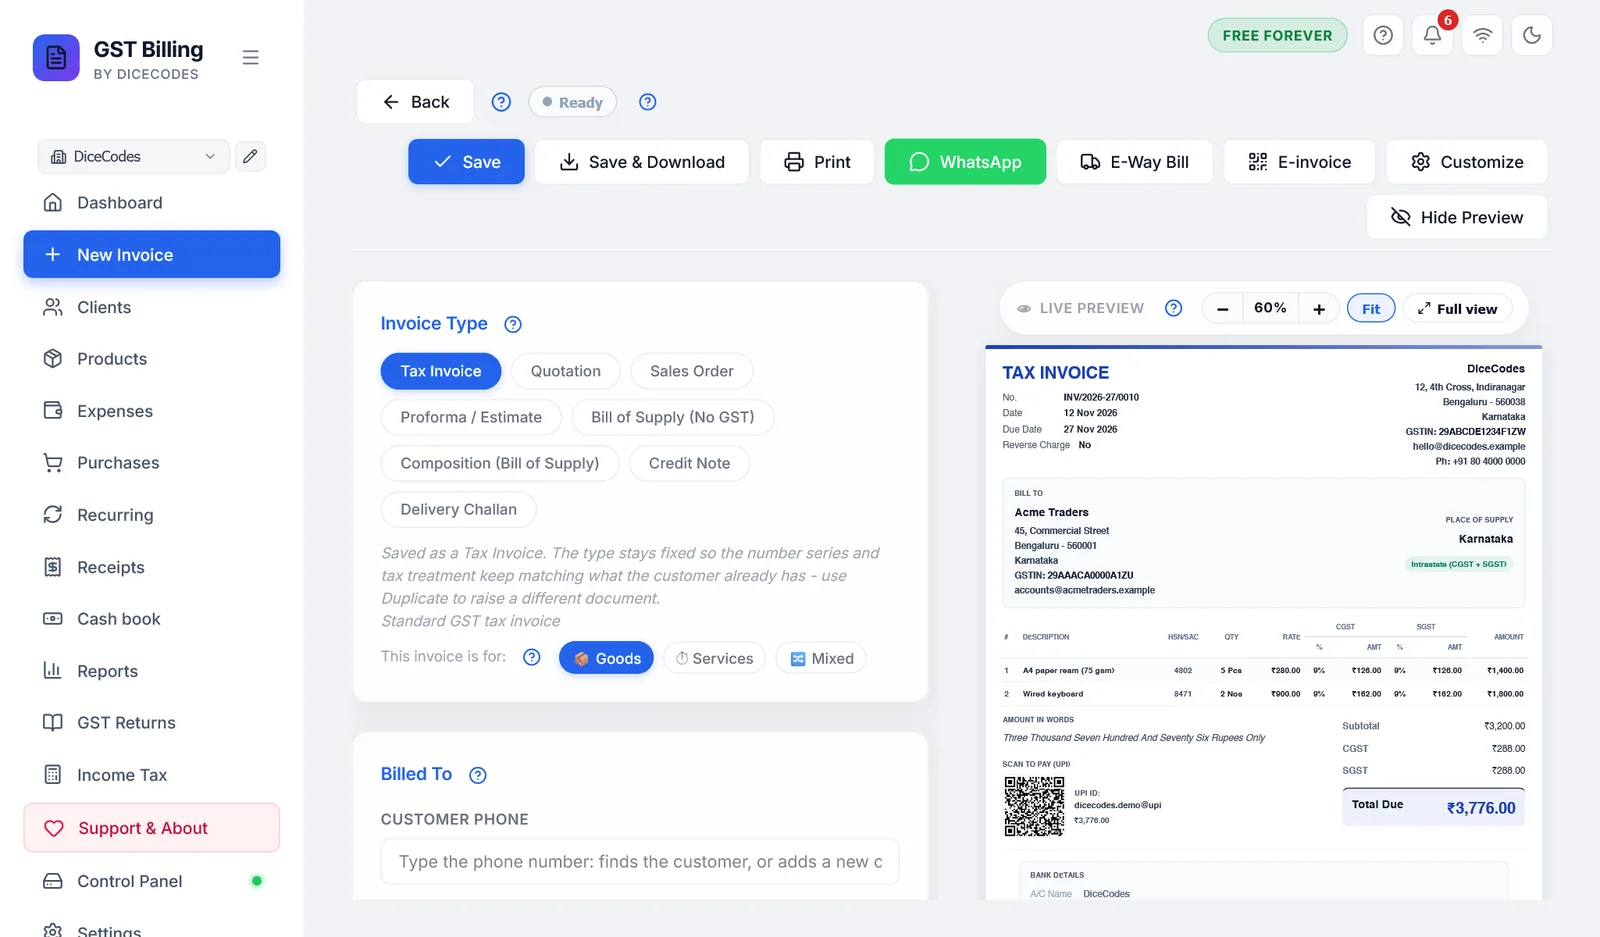 GST Billing
BY DICECODES
DiceCodes
Dashboard
New Invoice
Clients
Products
Expenses
Purchases
Recurring
Receipts
Cash book
Reports
GST Returns
Income Tax
Support & About
Control Panel
Settings
FREE FOREVER
6
Back
Ready
Save
Save & Download
Print
WhatsApp
E-Way Bill
E-invoice
Customize
Hide Preview
Invoice Type
Tax Invoice
Quotation
Sales Order
Proforma / Estimate
Bill of Supply (No GST)
Composition (Bill of Supply)
Credit Note
Delivery Challan
Saved as a Tax Invoice. The type stays fixed so the number series and
tax treatment keep matching what the customer already has - use
Duplicate to raise a different document.
Standard GST tax invoice
This invoice is for:
Goods
Services
Mixed
Billed To
CUSTOMER PHONE
Type the phone number: finds the customer, or adds a new c
LIVE PREVIEW
60%
Fit
Full view
TAX INVOICE
No. INV/2026-27/0010
Date 12 Nov 2026
Due Date 27 Nov 2026
Reverse Charge No
DiceCodes
12, 4th Cross, Indiranagar
Bengaluru - 560038
Karnataka
GSTIN: 29ABCDE1234F1ZW
hello@dicecodes.example
Ph: +91 80 4000 0000
BILL TO
Acme Traders
45, Commercial Street
Bengaluru - 560001
Karnataka
GSTIN: 29AAACA0000A1ZU
accounts@acmetraders.example
PLACE OF SUPPLY
Karnataka
Intrastate (CGST + SGST)
CGST SGST
# DESCRIPTION HSN/SAC QTY RATE AMOUNT
% AMT % AMT
1 A4 paper ream (75 gsm) 4802 5 Pcs ₹280.00 9% ₹126.00 9% ₹126.00 ₹1,400.00
2 Wired keyboard 8471 2 Nos ₹900.00 9% ₹162.00 9% ₹162.00 ₹1,800.00
AMOUNT IN WORDS
Three Thousand Seven Hundred And Seventy Six Rupees Only
SCAN TO PAY (UPI)
UPI ID:
dicecodes.demo@upi
₹3,776.00
Subtotal ₹3,200.00
CGST ₹288.00
SGST ₹288.00
Total Due ₹3,776.00
BANK DETAILS
A/C Name DiceCodes